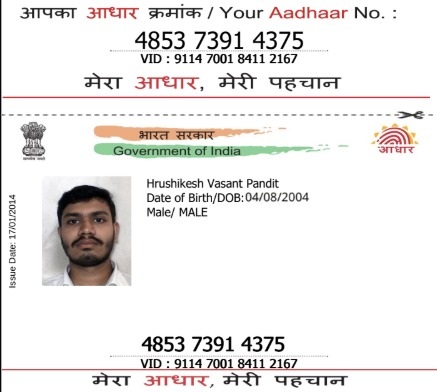 आपका आधार क्रमांक / Your Aadhaar No. :
4853 7391 4375
VID : 9114 7001 8411 2167
मेरा आधार, मेरी पहचान
भारत सरकार
Government of India
आधार
Issue Date: 17/01/2014
Hrushikesh Vasant Pandit
Date of Birth/DOB:04/08/2004
Male/ MALE
4853 7391 4375
VID : 9114 7001 8411 2167
मेरा आधार, मेरी पहचान